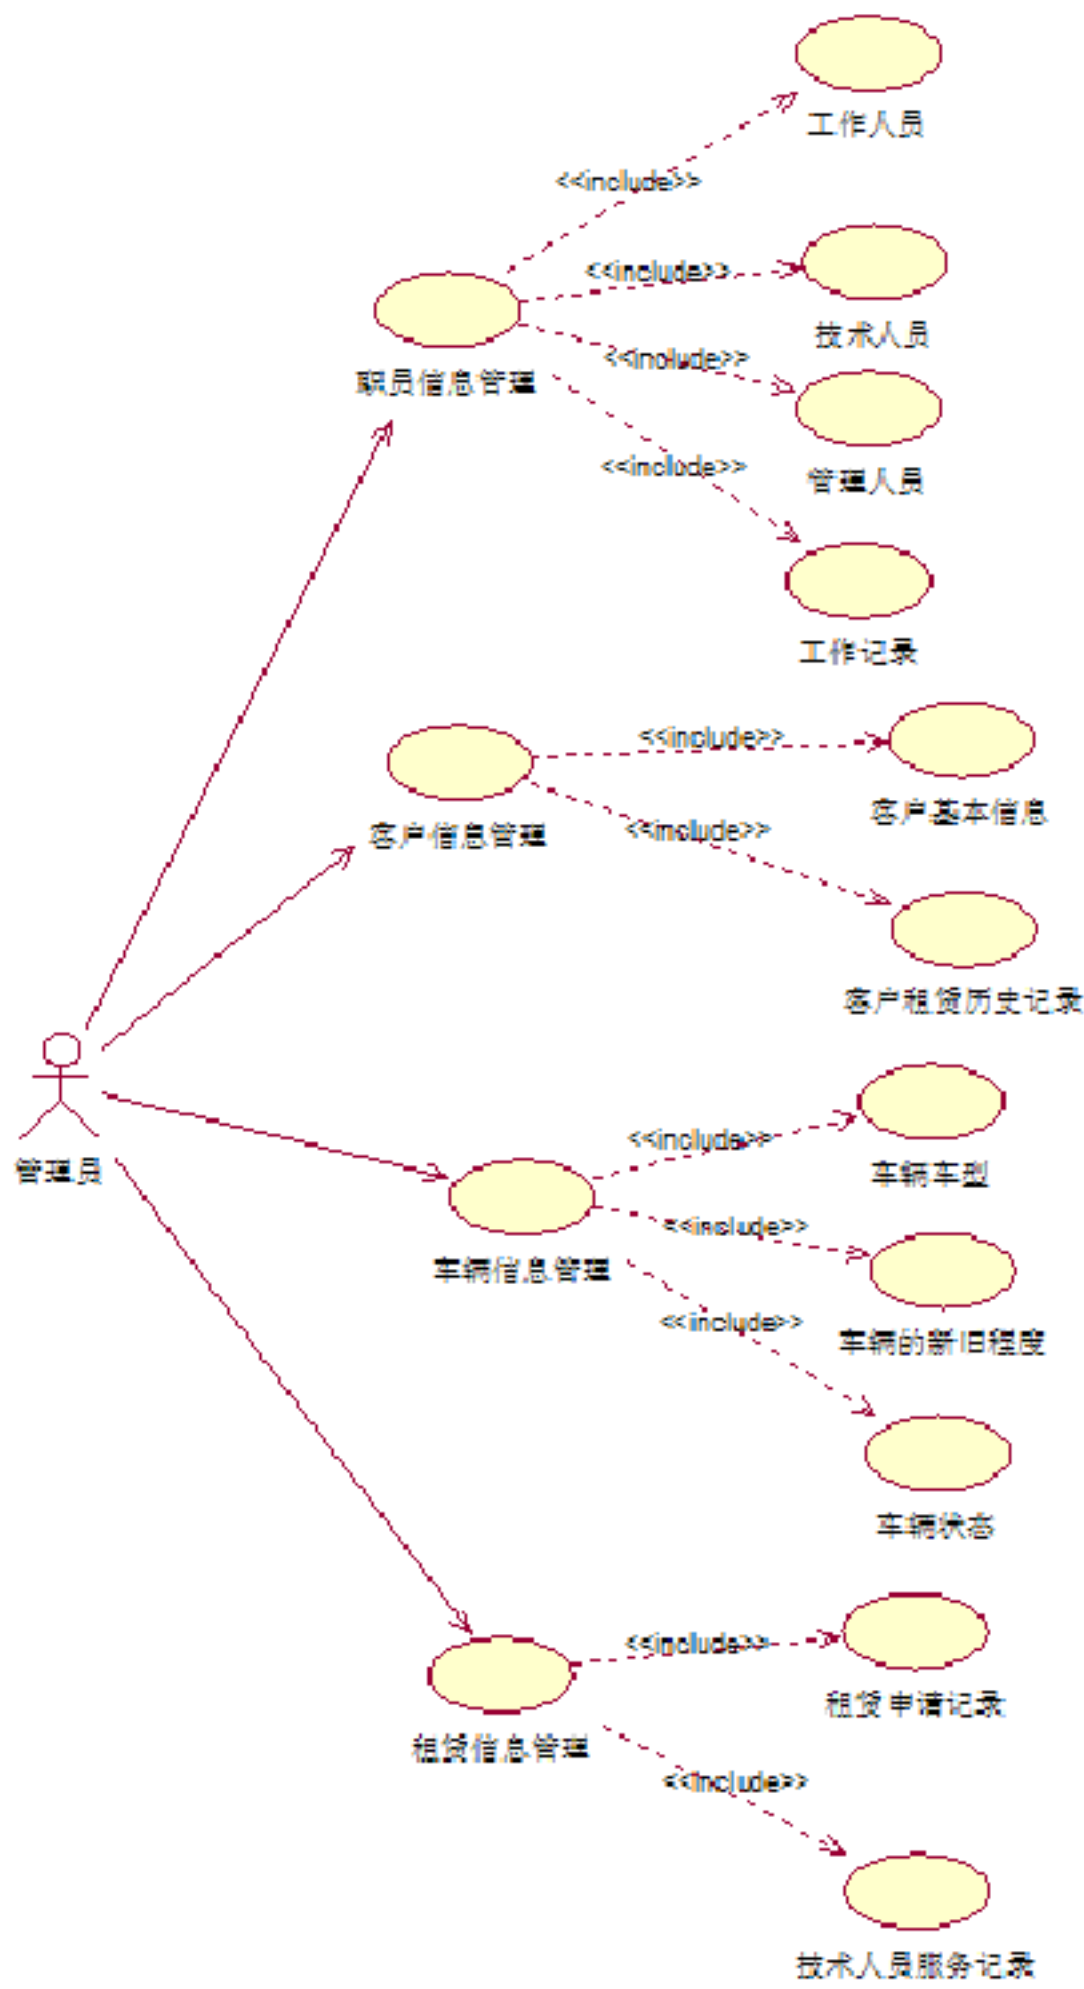 工作人员
<<include>>
<<include>>
技术人员
<<include>>
职员信息管理
<<include>>
管理人员
工作记录
<<include>>
客户基本信息
客户信息管理
<<include>>
客户租赁历史记录
<<include>>
车辆车型
管理员
<<include>>
车辆信息管理
<<include>>
车辆的新旧程度
车辆状态
<<include>>
租赁申请记录
租赁信息管理
<<include>>
技术人员服务记录